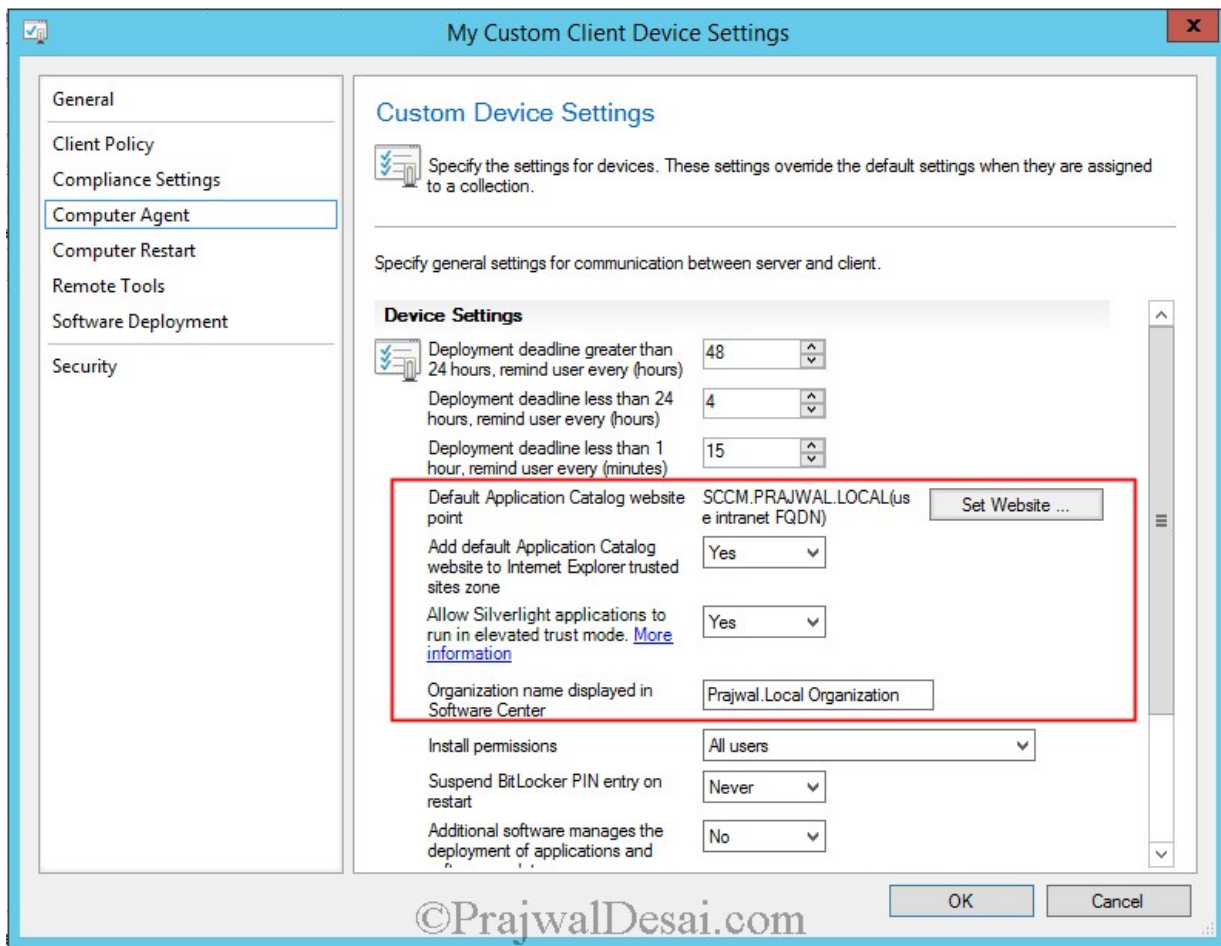 My Custom Client Device Settings
x
General
Client Policy
Compliance Settings
Computer Agent
Computer Restart
Remote Tools
Software Deployment
Security
Custom Device Settings
Specify the settings for devices. These settings override the default settings when they are assigned
to a collection.
Specify general settings for communication between server and client.
Device Settings
Deployment deadline greater than
24 hours, remind user every (hours)
48
Deployment deadline less than 24
hours, remind user every (hours)
4
Deployment deadline less than 1
hour, remind user every (minutes)
15
Default Application Catalog website
point
SCCM.PRAJWAL.LOCAL(us
e intranet FQDN)
Set Website ...
Add default Application Catalog
website to Internet Explorer trusted
sites zone
Yes
Allow Silverlight applications to
run in elevated trust mode. More
information
Yes
Organization name displayed in
Software Center
Prajwal.Local Organization
Install permissions
All users
Suspend BitLocker PIN entry on
restart
Never
Additional software manages the
deployment of applications and
No
OK
Cancel
©PrajwalDesai.com